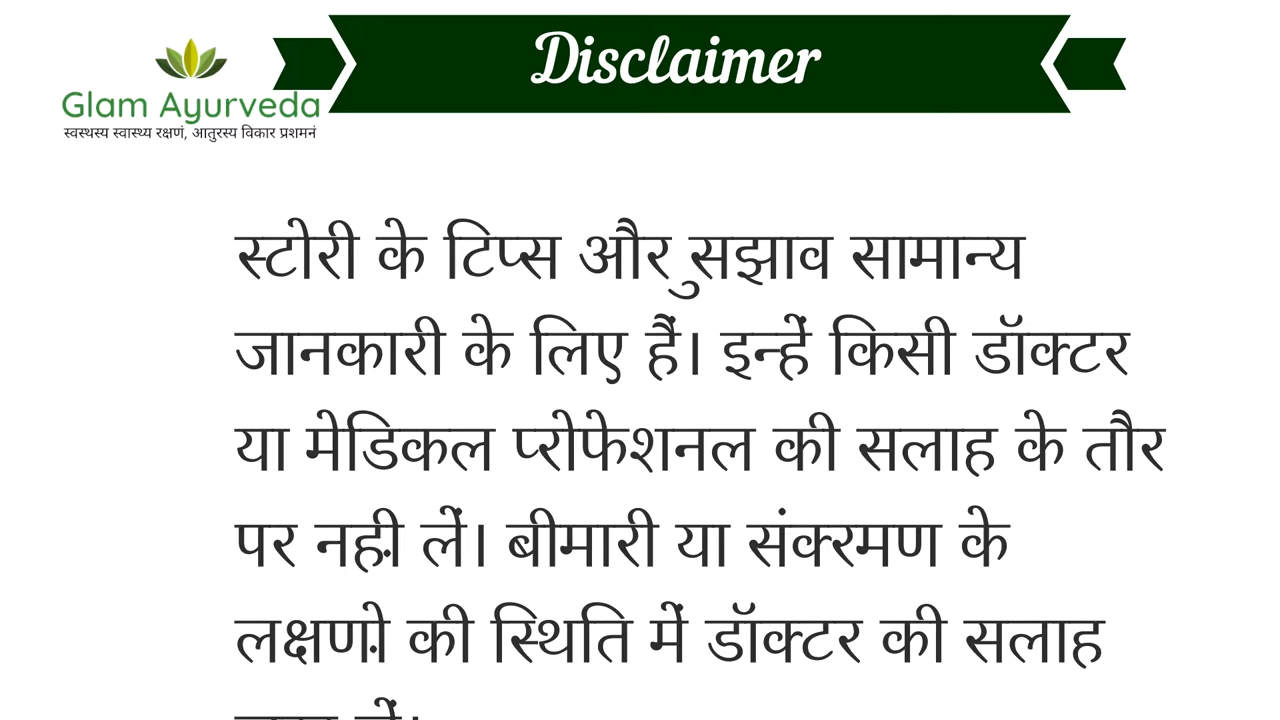 Disclaimer
Glam Ayurveda
स्वस्थस्य स्वास्थ्य रक्षणं, आतुरस्य विकार प्रशमनं
स्टोरी के टिप्स और सुझाव सामान्य
जानकारी के लिए हैं। इन्हें किसी डॉक्टर
या मेडिकल प्रोफेशनल की सलाह के तौर
पर नहीं लें। बीमारी या संक्रमण के
लक्षणों की स्थिति में डॉक्टर की सलाह